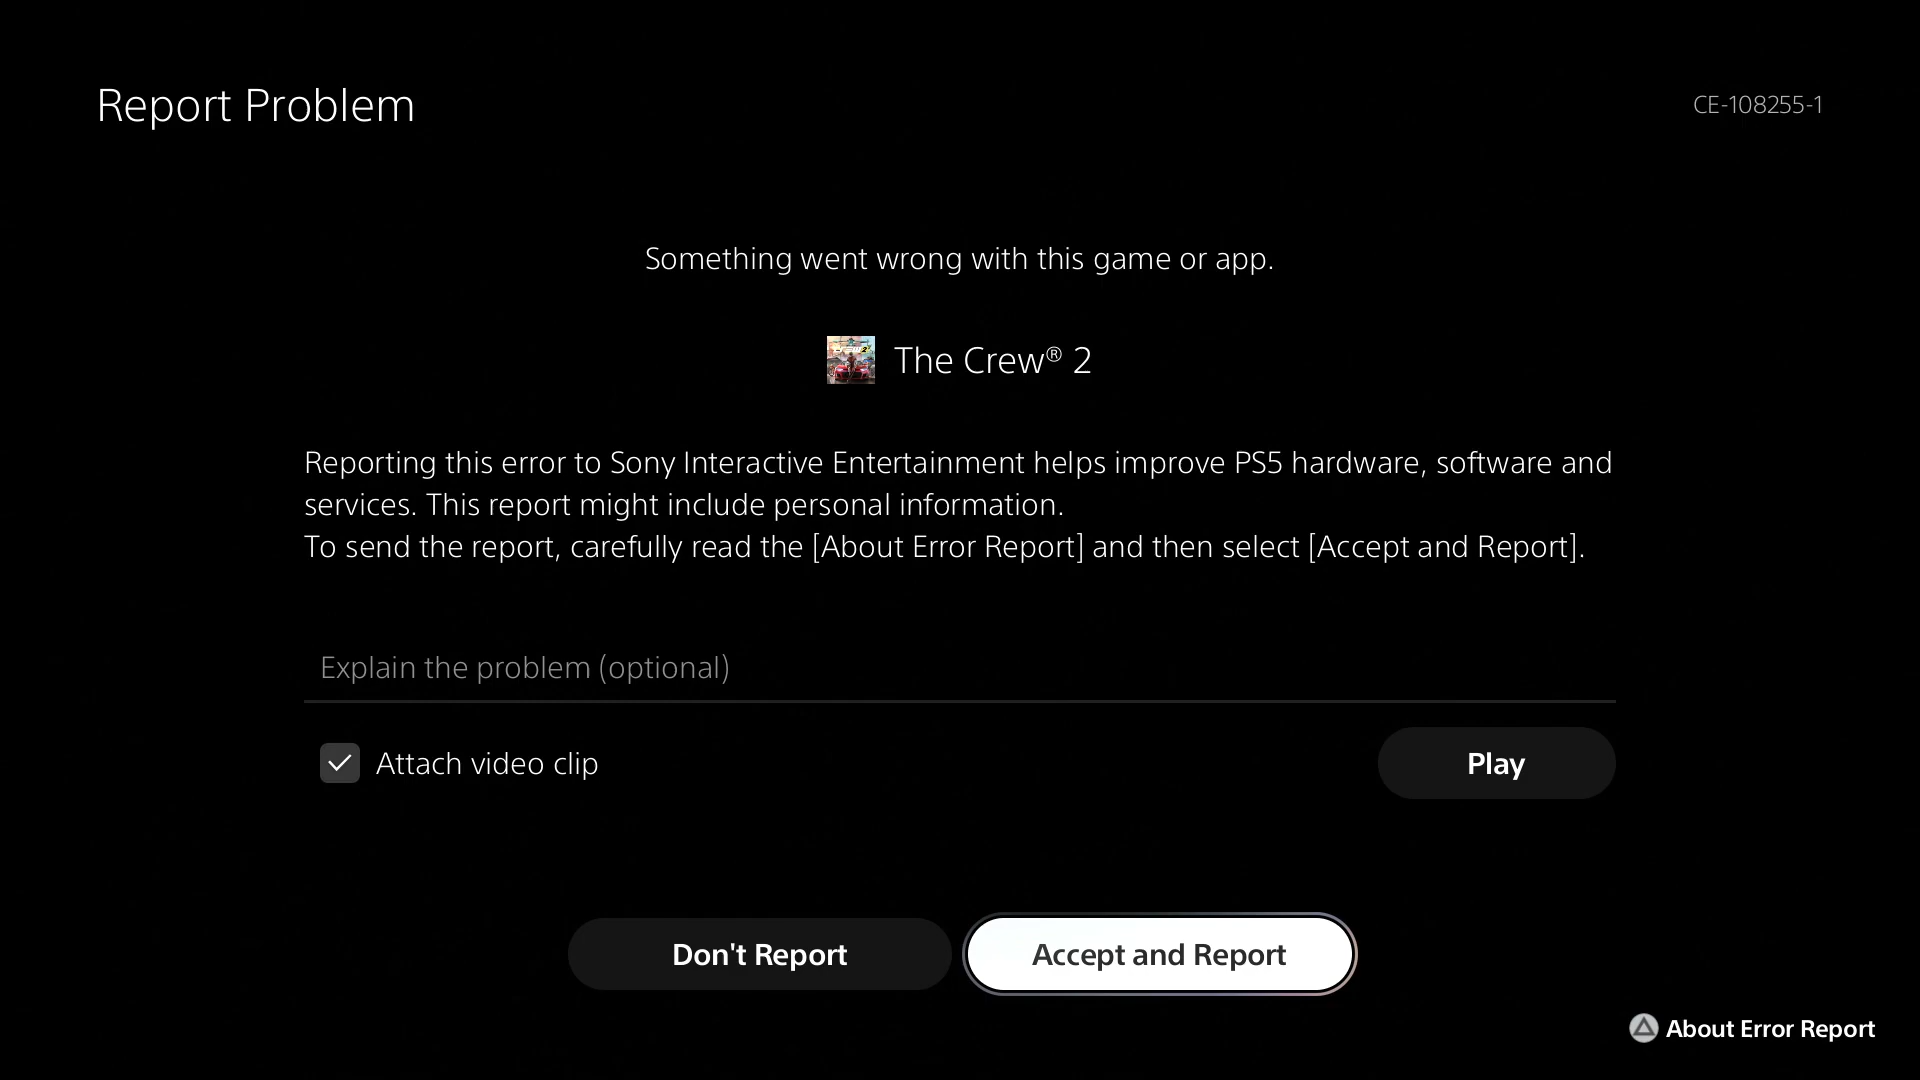 Report Problem
CE-108255-1
Something went wrong with this game or app.
The Crew® 2
Reporting this error to Sony Interactive Entertainment helps improve PS5 hardware, software and
services. This report might include personal information.
To send the report, carefully read the [About Error Report] and then select [Accept and Report].
Explain the problem (optional)
Attach video clip
Play
Don't Report
Accept and Report
About Error Report